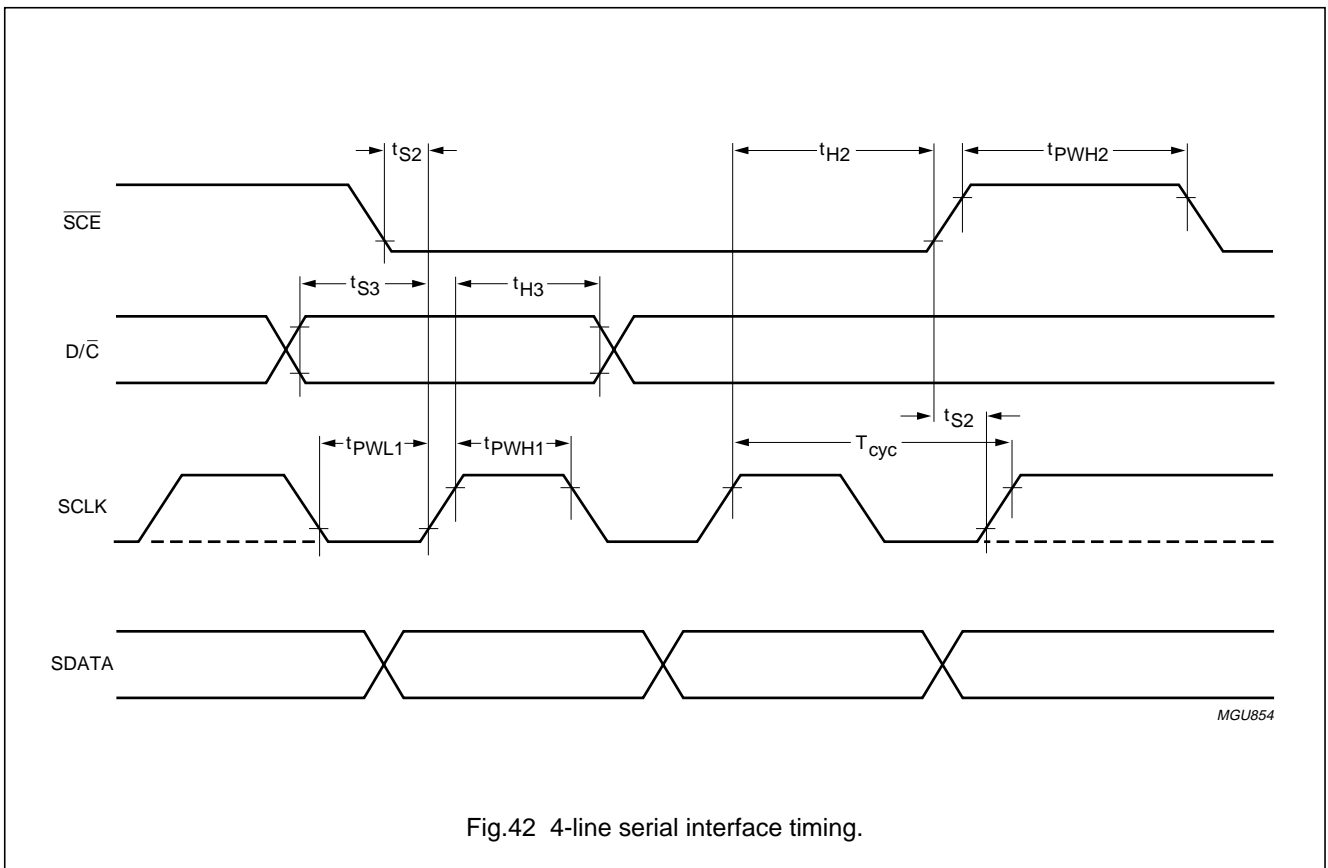 tS2
tH2
tPWH2
SCE
tS3
tH3
D/C
tS2
tPWL1
tPWH1
Tcyc
SCLK
SDATA
MGU854
Fig.42 4-line serial interface timing.